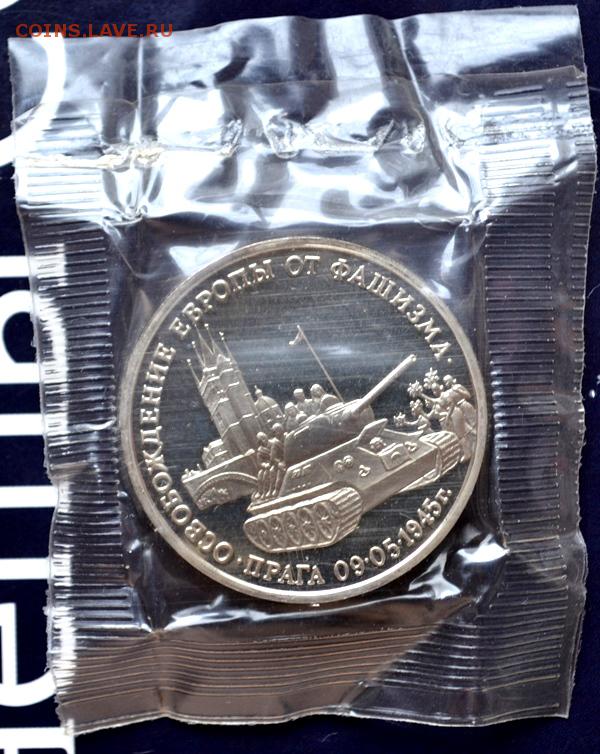 COINS.LAVE.RU
ОСВОБОЖДЕНИЕ ЕВРОПЫ ОТ ФАШИЗМА·
·ПРАГА 09·05·1945г.